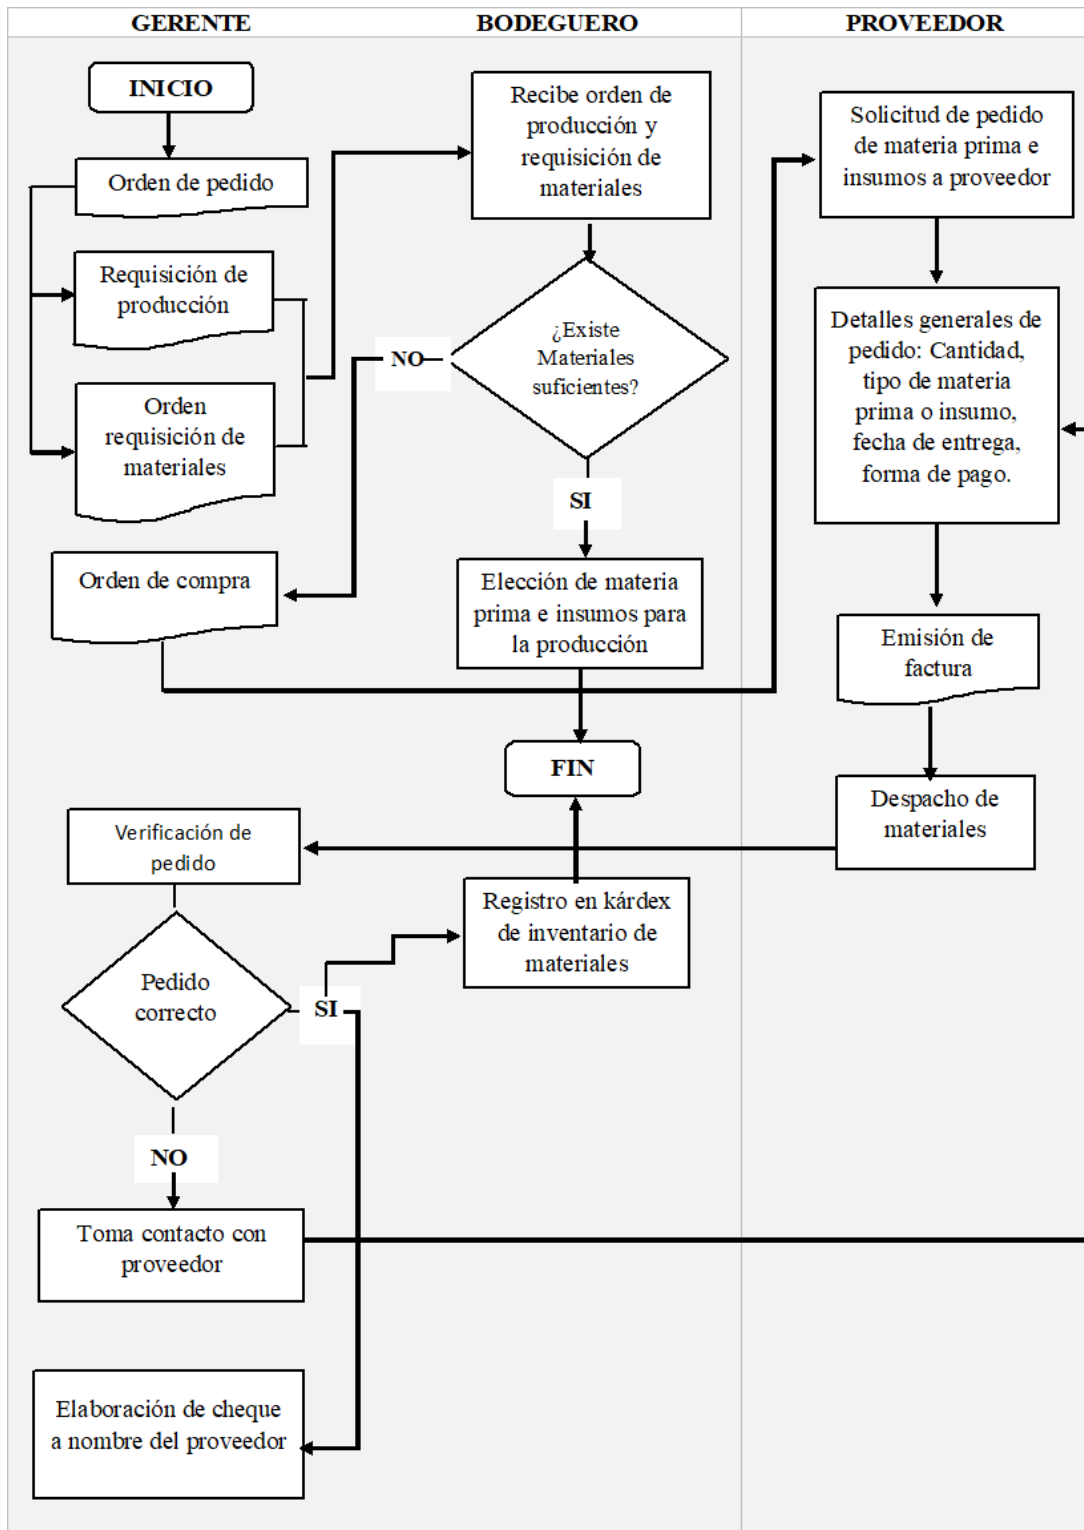 GERENTE
BODEGUERO
PROVEEDOR
INICIO
Orden de pedido
Requisición de
producción
Orden
requisición de
materiales
Orden de compra
Recibe orden de
producción y
requisición de
materiales
¿Existe
Materiales
suficientes?
NO
SI
Elección de materia
prima e insumos para
la producción
FIN
Solicitud de pedido
de materia prima e
insumos a proveedor
Detalles generales de
pedido: Cantidad,
tipo de materia
prima o insumo,
fecha de entrega,
forma de pago.
Emisión de
factura
Despacho de
materiales
Verificación de
pedido
Pedido
correcto
SI
Registro en kárdex
de inventario de
materiales
NO
Toma contacto con
proveedor
Elaboración de cheque
a nombre del proveedor